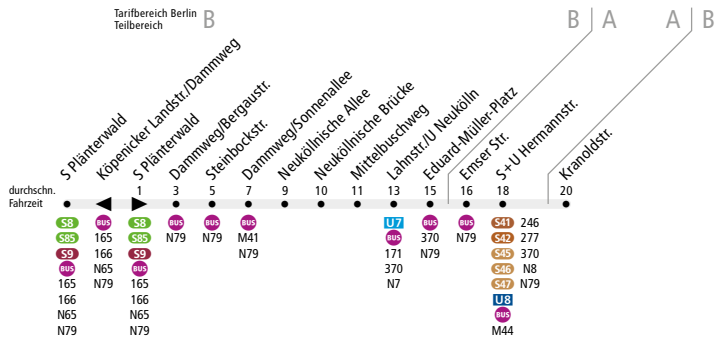 Tarifbereich Berlin
Teilbereich
B
B A
A B
S Plänterwald
Köpenicker Landstr./Dammweg
S Plänterwald
Dammweg/Bergaustr.
Steinbockstr.
Dammweg/Sonnenallee
Neuköllnische Allee
Neuköllnische Brücke
Mittelbuschweg
Lahnstr./U Neukölln
Eduard-Müller-Platz
Emser Str.
S+U Hermannstr.
Kranoldstr.
durchschn.
Fahrzeit
1 3 5 7 9 10 11 13 15 16 18 20
S8
S85
S9
BUS
165
166
N65
N79
BUS
165
166
N65
N79
S8
S85
S9
BUS
165
166
N65
N79
BUS
N79
BUS
N79
BUS
M41
N79
U7
BUS
171
370
N7
BUS
370
N79
BUS
N79
S41 246
S42 277
S45 370
S46 N8
S47 N79
U8
BUS
M44